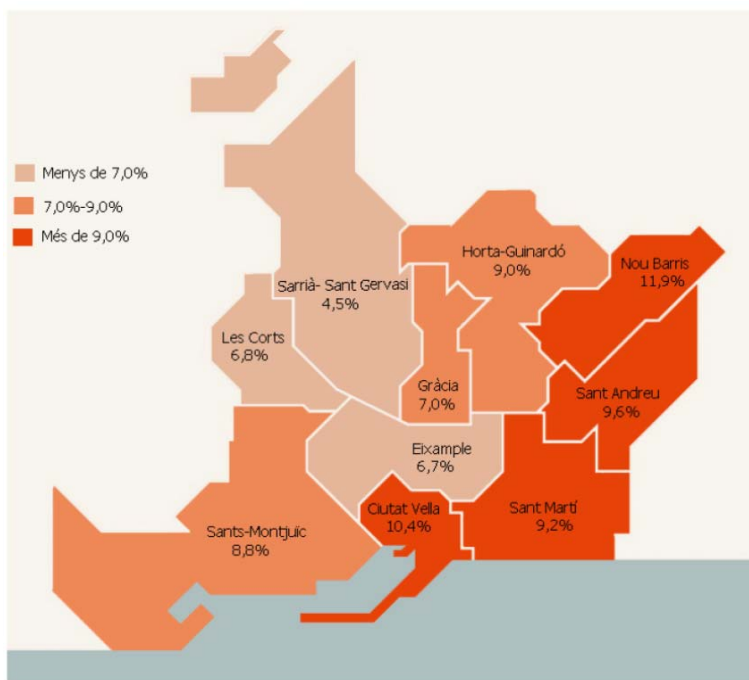 Menys de 7,0%
7,0%-9,0%
Més de 9,0%
Horta-Guinardó
9,0%
Nou Barris
11,9%
Sarrià- Sant Gervasi
4,5%
Les Corts
6,8%
Gràcia
7,0%
Sant Andreu
9,6%
Eixample
6,7%
Ciutat Vella
10,4%
Sant Martí
9,2%
Sants-Montjuïc
8,8%